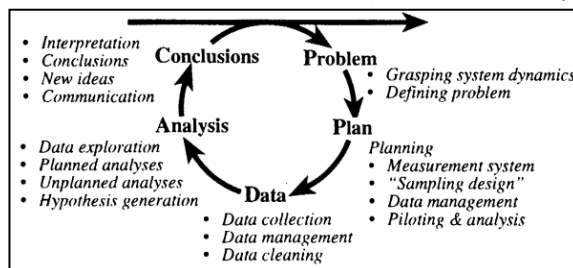 Problem
• Grasping system dynamics
• Defining problem
Plan
Planning
• Measurement system
• "Sampling design"
• Data management
• Piloting & analysis
Data
• Data collection
• Data management
• Data cleaning
Analysis
• Data exploration
• Planned analyses
• Unplanned analyses
• Hypothesis generation
Conclusions
• Interpretation
• Conclusions
• New ideas
• Communication